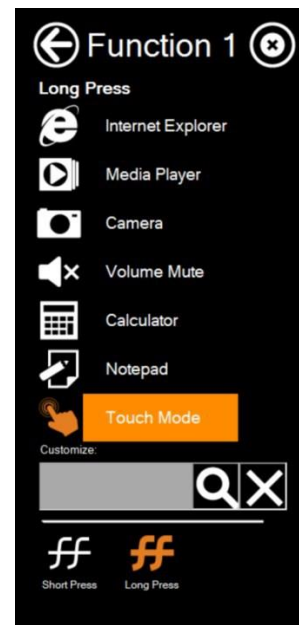 Function 1
Long Press
Internet Explorer
Media Player
Camera
Volume Mute
Calculator
Notepad
Touch Mode
Customize:
Short Press Long Press